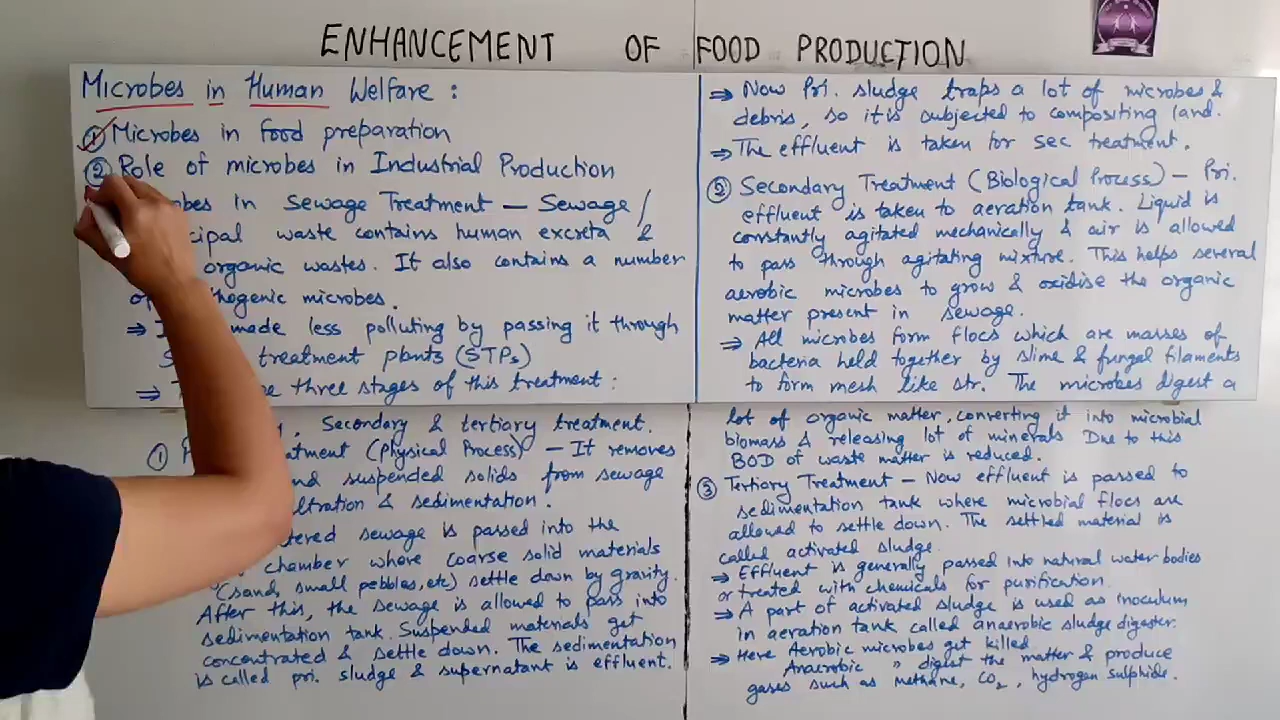 ENHANCEMENT OF FOOD PRODUCTION
Microbes in Human Welfare :
① Microbes in food preparation
② Role of microbes in Industrial Production
in Sewage Treatment — Sewage /
waste contains human excreta &
organic wastes. It also contains a number
microbes.
⇒ made less polluting by passing it through
treatment plants (STPs)
⇒ three stages of this treatment :
, Secondary & tertiary treatment.
① (Physical Process) — It removes
suspended solids from sewage
& sedimentation.
sewage is passed into the
chamber where coarse solid materials
(sand, small pebbles, etc) settle down by gravity.
After this, the sewage is allowed to pass into
sedimentation tank. Suspended materials get
concentrated & settle down. The sedimentation
is called pri. sludge & supernatant is effluent.
⇒ Now Pri. sludge traps a lot of microbes &
debris, so it is subjected to compositing land.
⇒ The effluent is taken for sec treatment.
② Secondary Treatment (Biological Process) — Pri.
effluent is taken to aeration tank. Liquid is
constantly agitated mechanically & air is allowed
to pass through agitating mixture. This helps several
aerobic microbes to grow & oxidise the organic
matter present in sewage.
⇒ All microbes form flocs which are masses of
bacteria held together by slime & fungal filaments
to form mesh like str. The microbes digest a
lot of organic matter, converting it into microbial
biomass & releasing lot of minerals Due to this
BOD of waste matter is reduced.
③ Tertiary Treatment — Now effluent is passed to
sedimentation tank where microbial flocs are
allowed to settle down. The settled material is
called activated sludge.
⇒ Effluent is generally passed into natural water bodies
or treated with chemicals for purification.
⇒ A part of activated sludge is used as inoculum
in aeration tank called anaerobic sludge digester.
⇒ Here Aerobic microbes get killed
Anaerobic " digest the matter & produce
gases such as methane, CO₂, hydrogen sulphide.